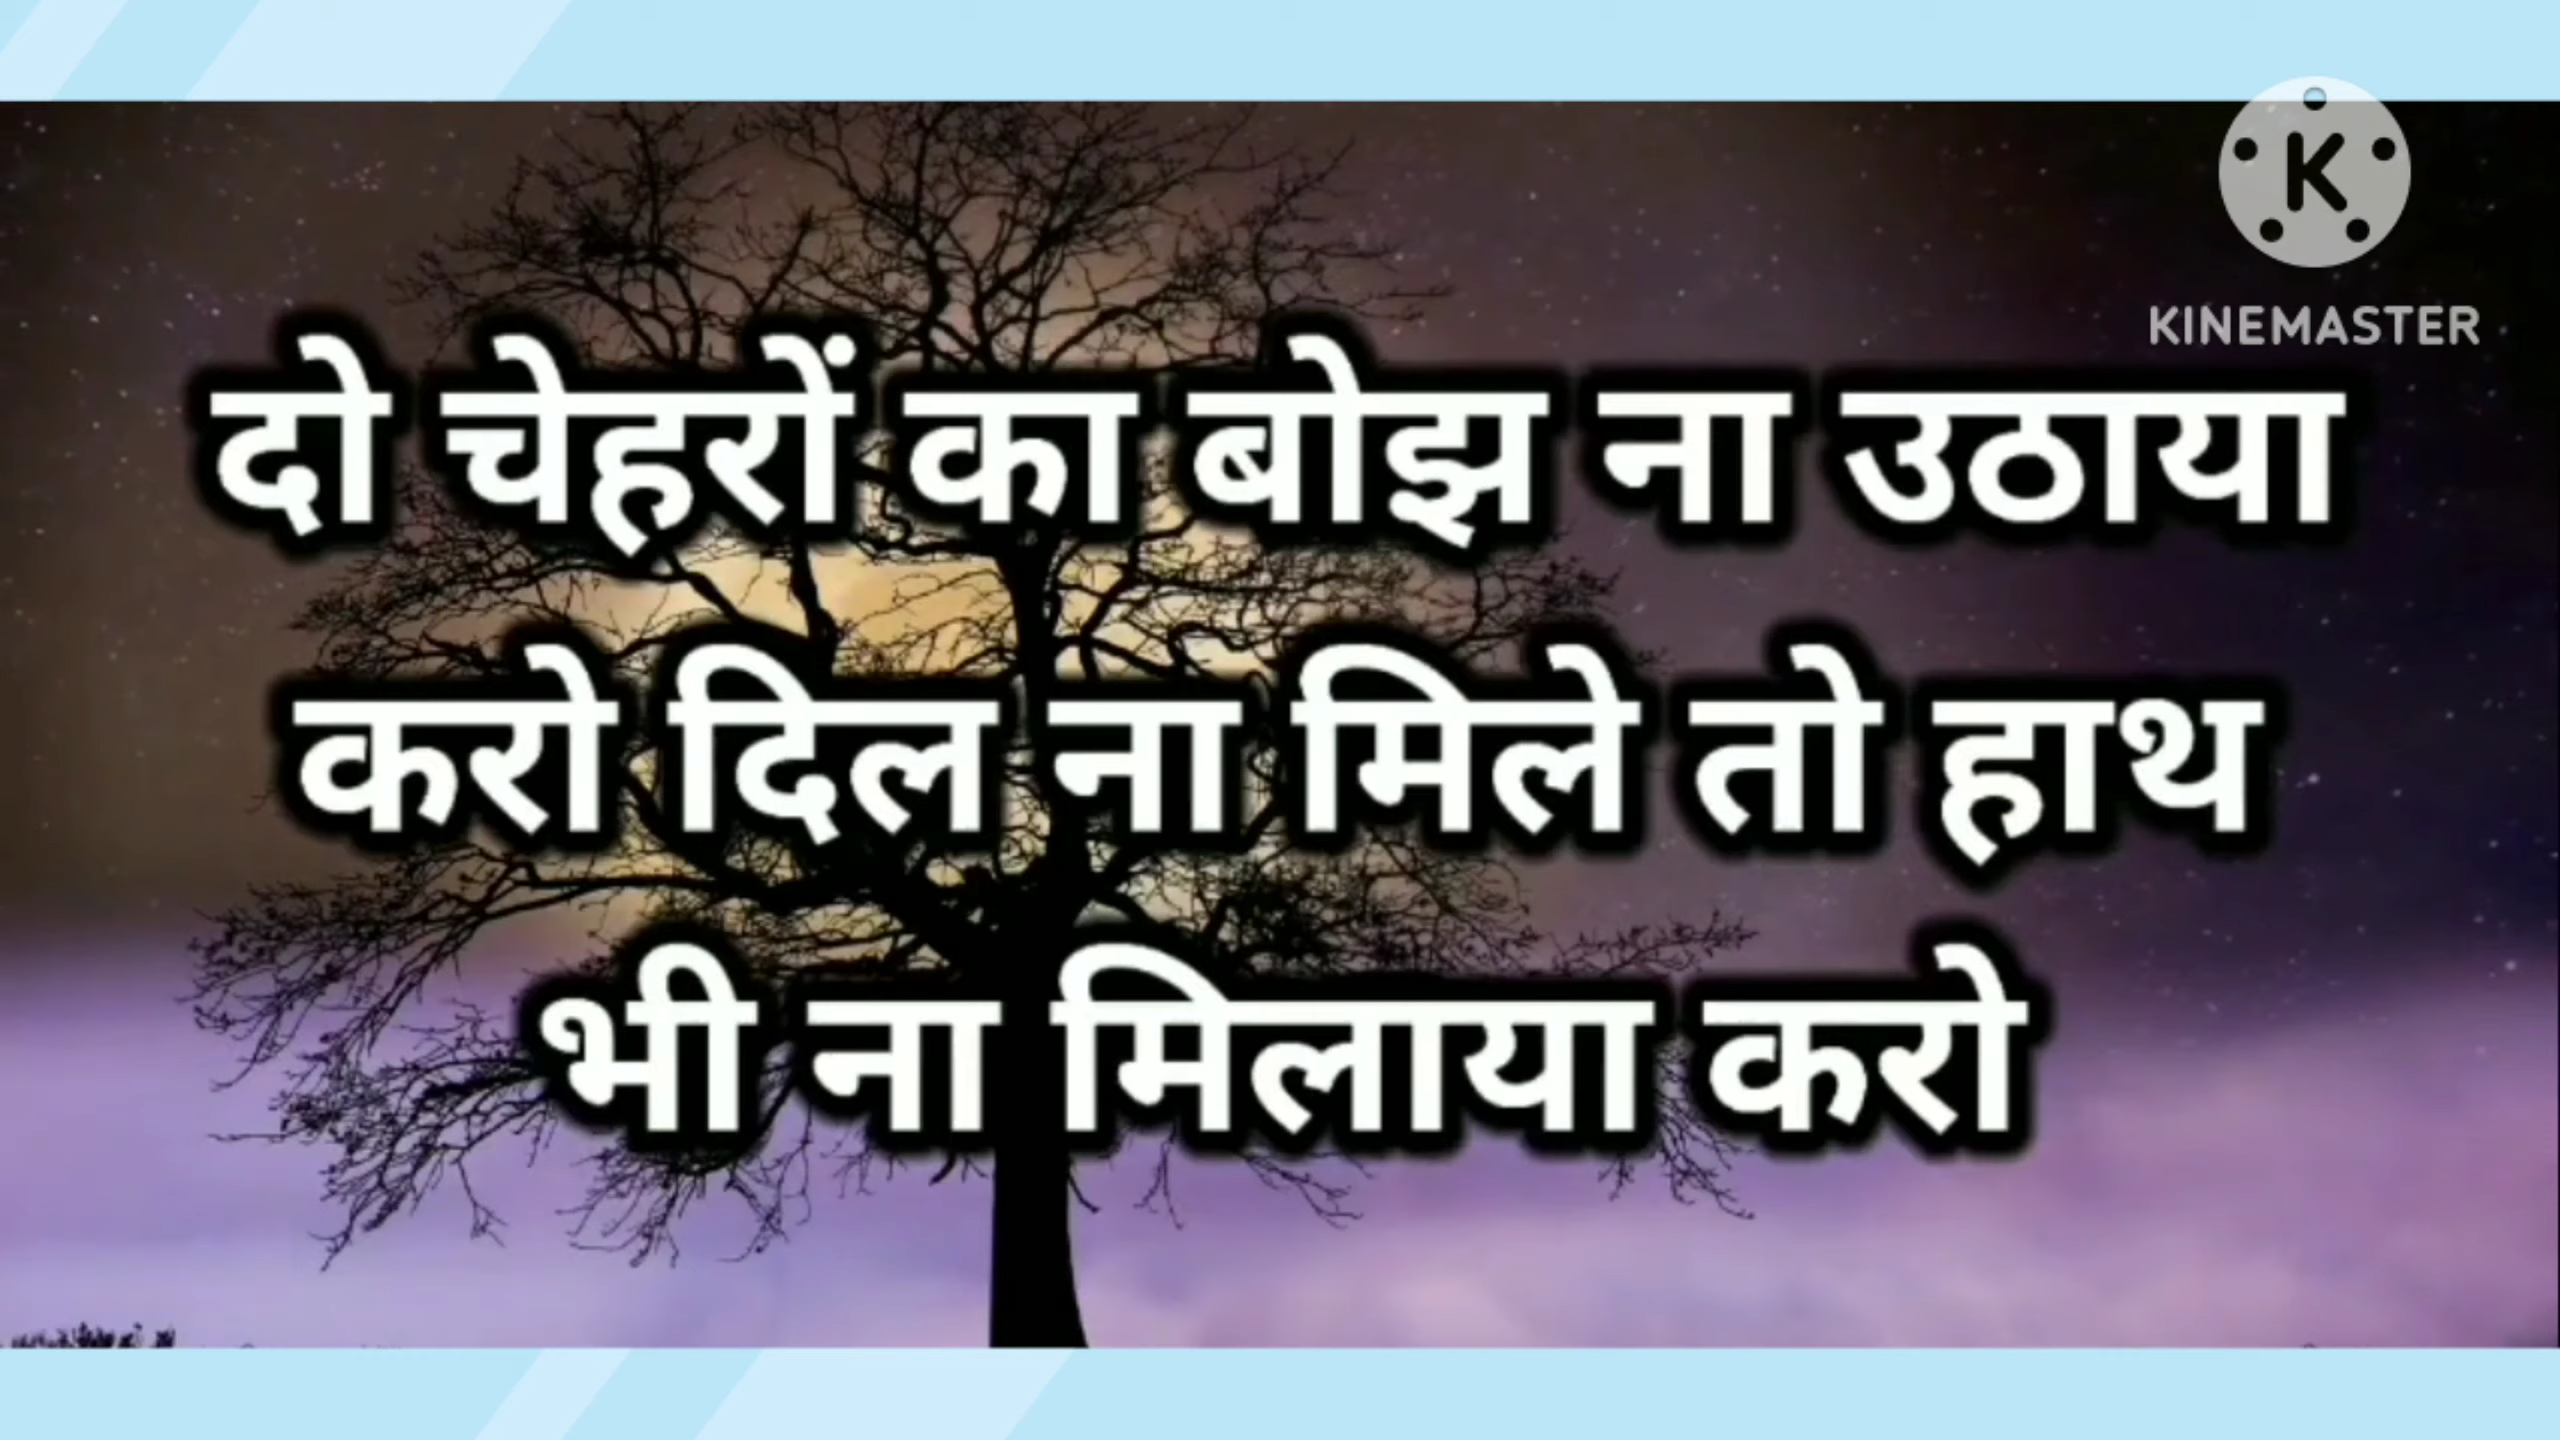 K
KINEMASTER
दो चेहरों का बोझ ना उठाया
करो दिल ना मिले तो हाथ
भी ना मिलाया करो